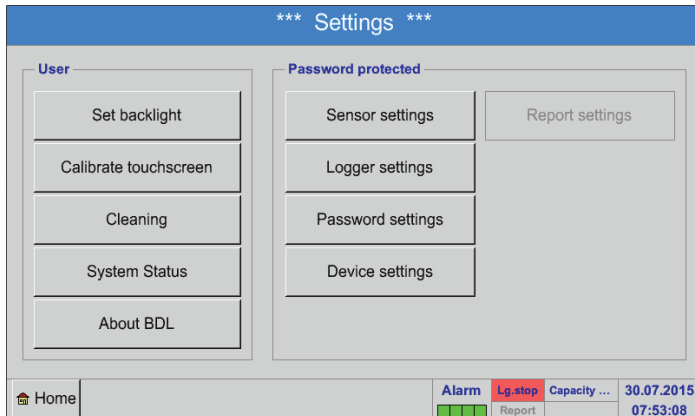 *** Settings ***
User
Set backlight
Calibrate touchscreen
Cleaning
System Status
About BDL
Password protected
Sensor settings
Report settings
Logger settings
Password settings
Device settings
Home
Alarm
Lg.stop
Capacity ...
30.07.2015
Report
07:53:08